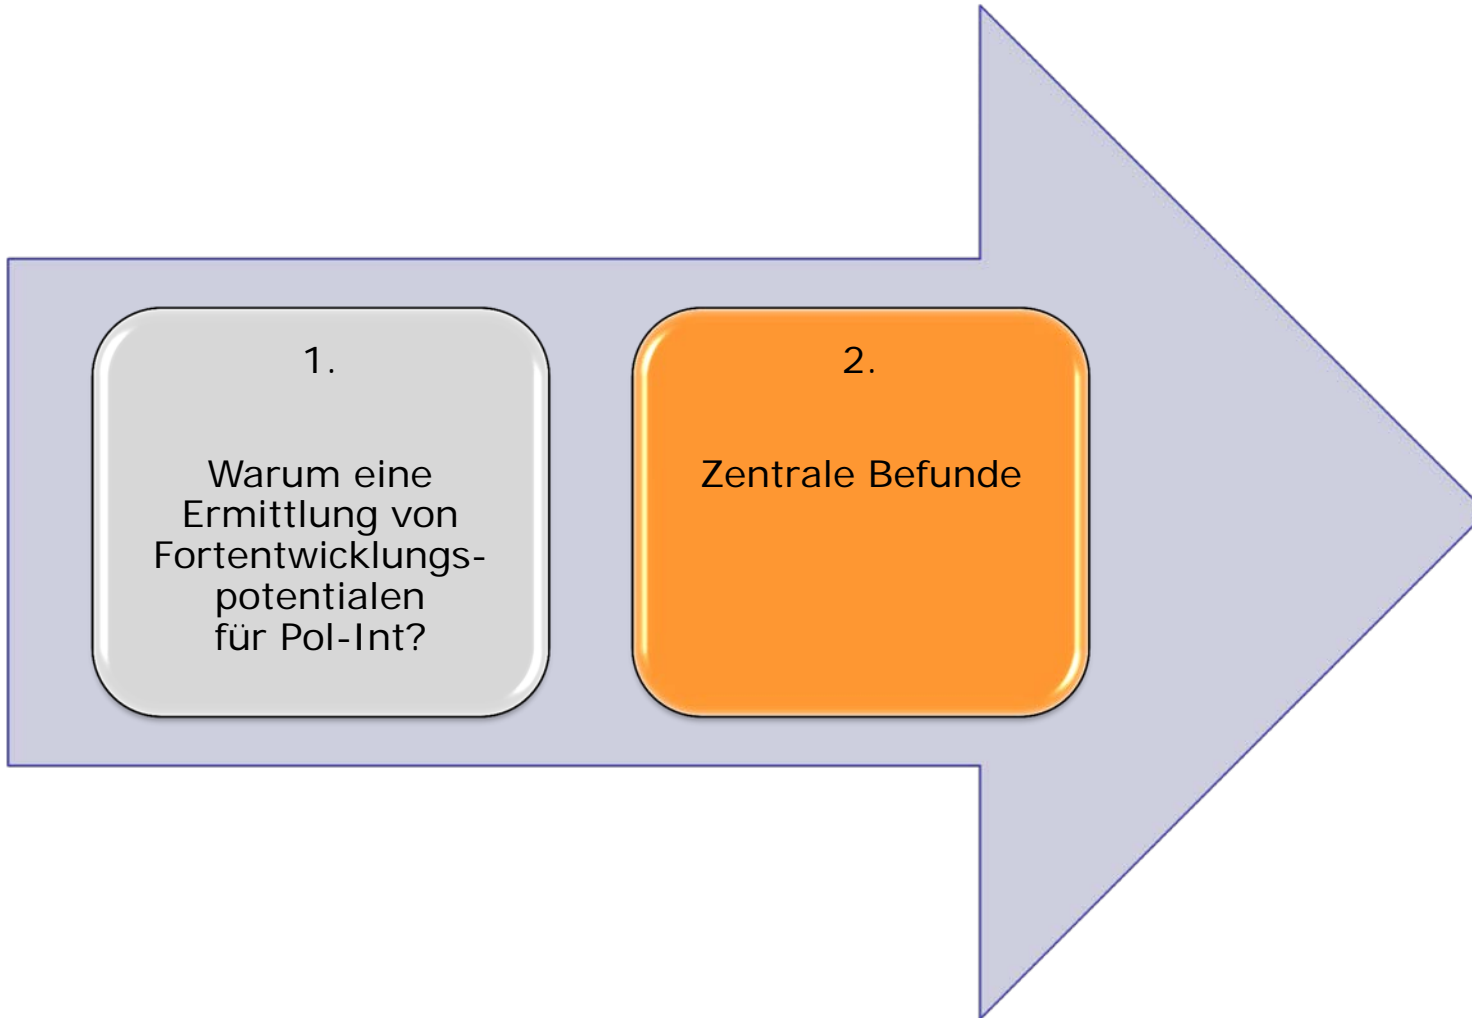 1.
Warum eine
Ermittlung von
Fortentwicklungs-
potentialen
für Pol-Int?
2.
Zentrale Befunde